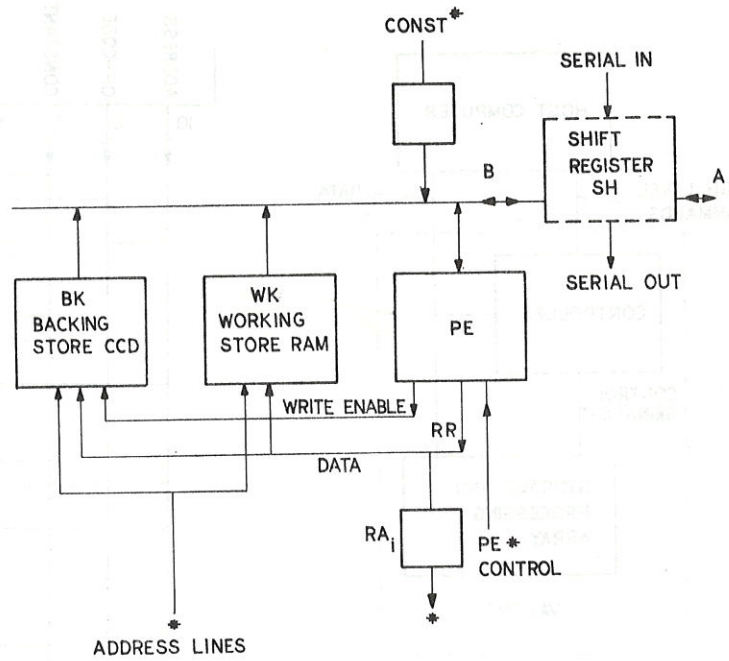 CONST*
SERIAL IN
SHIFT
REGISTER
SH
B
A
SERIAL OUT
BK
BACKING
STORE CCD
WK
WORKING
STORE RAM
PE
WRITE ENABLE
RR
DATA
RAi
PE*
CONTROL
*
*
ADDRESS LINES